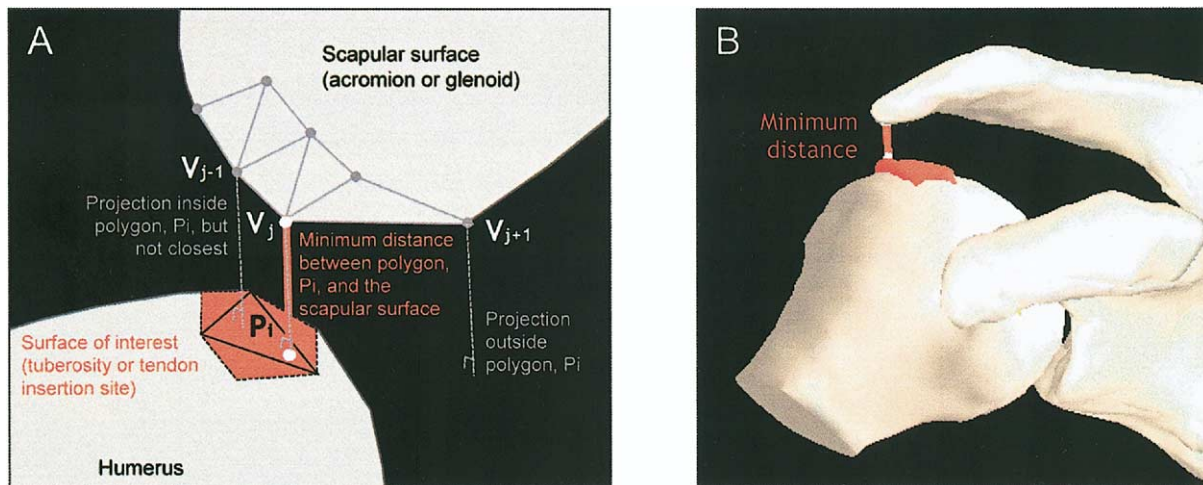 A
Scapular surface
(acromion or glenoid)
Vj-1
Projection inside
polygon, Pi, but
not closest
Vj
Vj+1
Minimum distance
between polygon,
Pi, and the
scapular surface
Pi
Projection
outside
polygon, Pi
Surface of interest
(tuberosity or tendon
insertion site)
Humerus
B
Minimum
distance